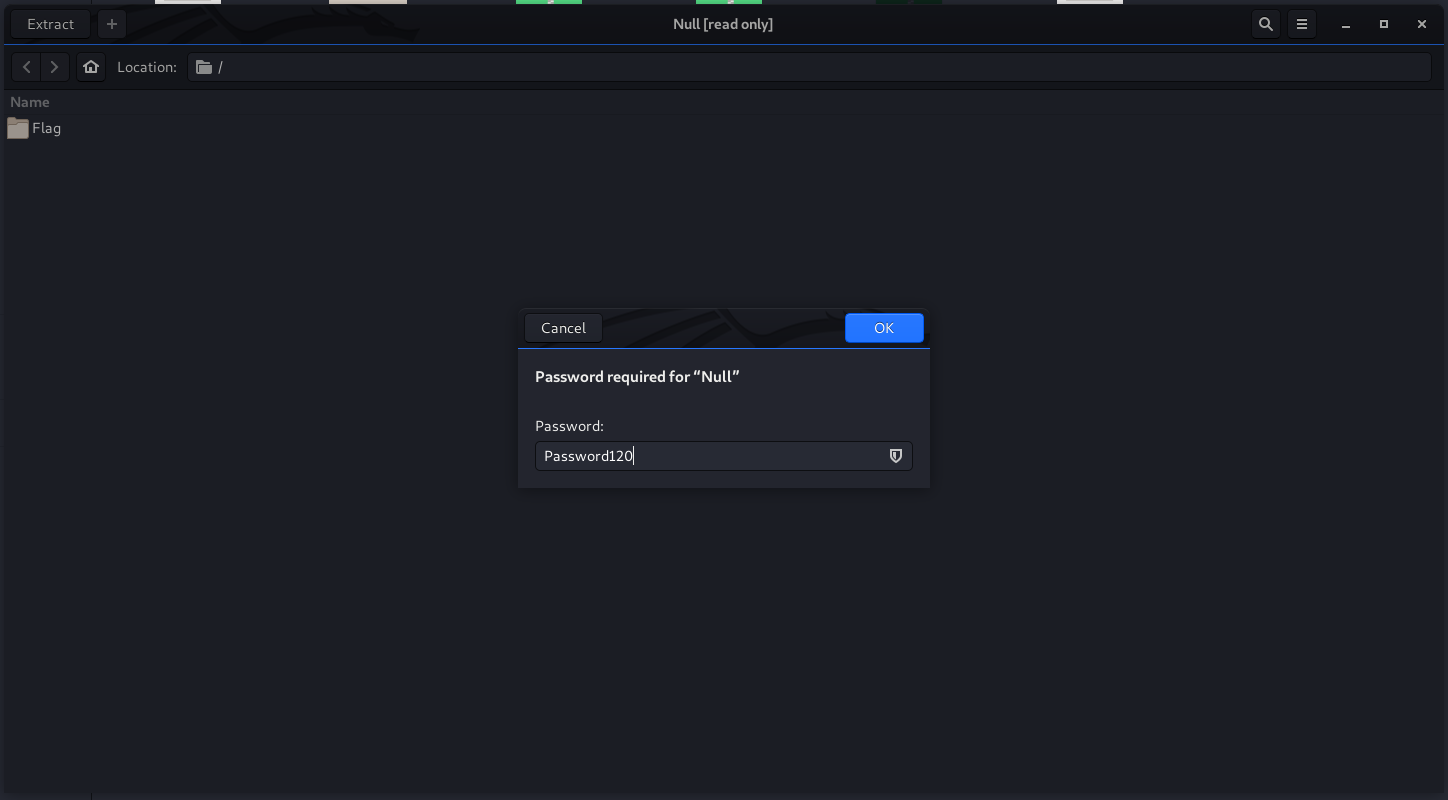 Extract
Null [read only]
Location: /
Name
Flag
Cancel
OK
Password required for “Null”
Password:
Password120